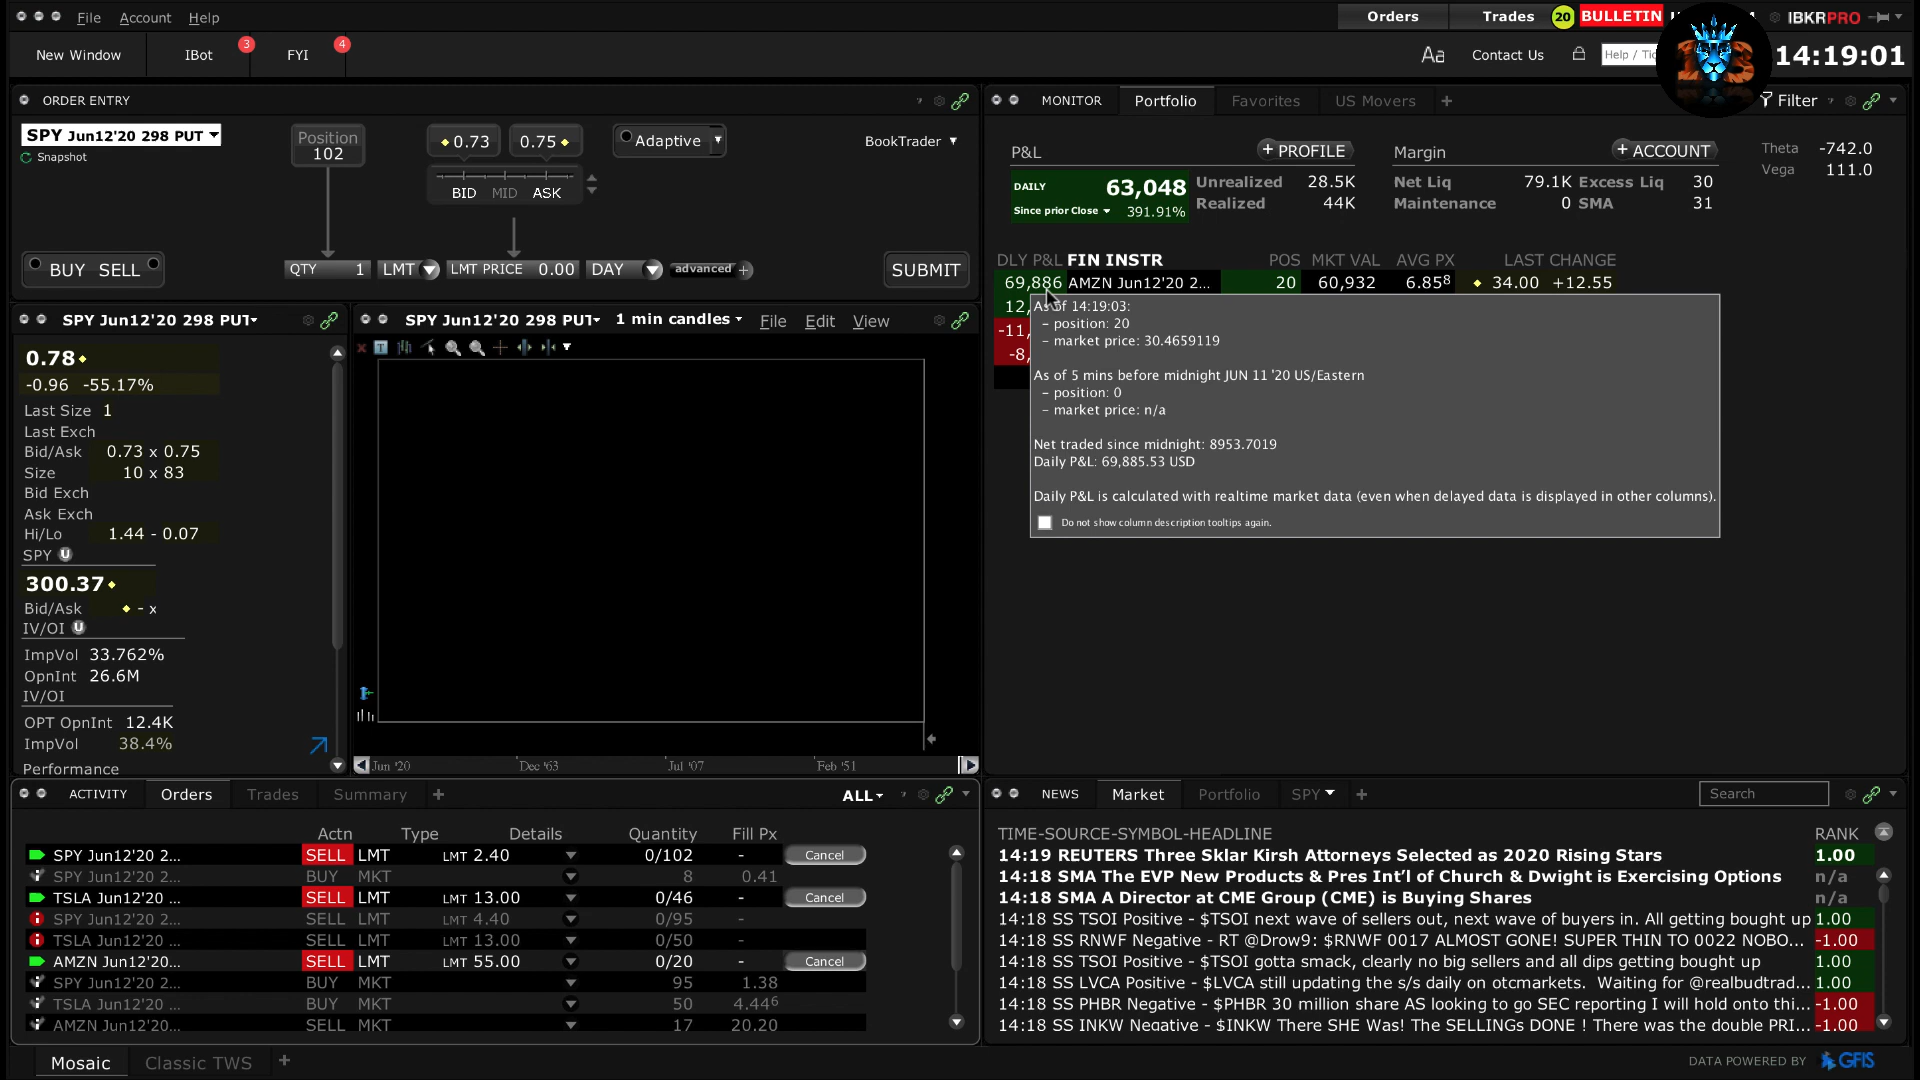 File Account Help
Orders Trades 20 BULLETIN IBKRPRO
New Window IBot 3 FYI 4
Aa Contact Us Help / 14:19:01
ORDER ENTRY
SPY Jun12'20 298 PUT
Snapshot
Position
102
0.73 0.75
BID MID ASK
Adaptive
BookTrader
BUY SELL
QTY 1 LMT LMT PRICE 0.00 DAY advanced + SUBMIT
SPY Jun12'20 298 PUT
0.78
-0.96 -55.17%
Last Size 1
Last Exch
Bid/Ask 0.73 x 0.75
Size 10 x 83
Bid Exch
Ask Exch
Hi/Lo 1.44 - 0.07
SPY U
300.37
Bid/Ask - x
IV/OI U
ImpVol 33.762%
OpnInt 26.6M
IV/OI
OPT OpnInt 12.4K
ImpVol 38.4%
Performance
SPY Jun12'20 298 PUT 1 min candles File Edit View
T
Jun '20 Dec '63 Jul '07 Feb '51
MONITOR Portfolio Favorites US Movers + Filter
P&L + PROFILE
DAILY 63,048
Since prior Close 391.91%
Unrealized 28.5K
Realized 44K
Margin + ACCOUNT
Net Liq 79.1K Excess Liq 30
Maintenance 0 SMA 31
Theta -742.0
Vega 111.0
DLY P&L FIN INSTR POS MKT VAL AVG PX LAST CHANGE
69,886 AMZN Jun12'20 2... 20 60,932 6.85⁸ 34.00 +12.55
12,
-11,
-8,
As of 14:19:03:
- position: 20
- market price: 30.4659119
As of 5 mins before midnight JUN 11 '20 US/Eastern
- position: 0
- market price: n/a
Net traded since midnight: 8953.7019
Daily P&L: 69,885.53 USD
Daily P&L is calculated with realtime market data (even when delayed data is displayed in other columns).
Do not show column description tooltips again.
ACTIVITY Orders Trades Summary + ALL
Actn Type Details Quantity Fill Px
SPY Jun12'20 2... SELL LMT LMT 2.40 0/102 - Cancel
SPY Jun12'20 2... BUY MKT 8 0.41
TSLA Jun12'20 ... SELL LMT LMT 13.00 0/46 - Cancel
SPY Jun12'20 2... SELL LMT LMT 4.40 0/95 -
TSLA Jun12'20 ... SELL LMT LMT 13.00 0/50 -
AMZN Jun12'20... SELL LMT LMT 55.00 0/20 - Cancel
SPY Jun12'20 2... BUY MKT 95 1.38
TSLA Jun12'20 ... BUY MKT 50 4.44⁶
AMZN Jun12'20... SELL MKT 17 20.20
NEWS Market Portfolio SPY + Search
TIME-SOURCE-SYMBOL-HEADLINE RANK
14:19 REUTERS Three Sklar Kirsh Attorneys Selected as 2020 Rising Stars 1.00
14:18 SMA The EVP New Products & Pres Int'l of Church & Dwight is Exercising Options n/a
14:18 SMA A Director at CME Group (CME) is Buying Shares n/a
14:18 SS TSOI Positive - $TSOI next wave of sellers out, next wave of buyers in. All getting bought up 1.00
14:18 SS RNWF Negative - RT @Drow9: $RNWF 0017 ALMOST GONE! SUPER THIN TO 0022 NOBO... -1.00
14:18 SS TSOI Positive - $TSOI gotta smack, clearly no big sellers and all dips getting bought up 1.00
14:18 SS LVCA Positive - $LVCA still updating the s/s daily on otcmarkets. Waiting for @realbudtrad... 1.00
14:18 SS PHBR Negative - $PHBR 30 million share AS looking to go SEC reporting I will hold onto thi... -1.00
14:18 SS INKW Negative - $INKW There SHE Was! The SELLINGs DONE ! There was the double PRI... -1.00
Mosaic Classic TWS +
DATA POWERED BY GFIS